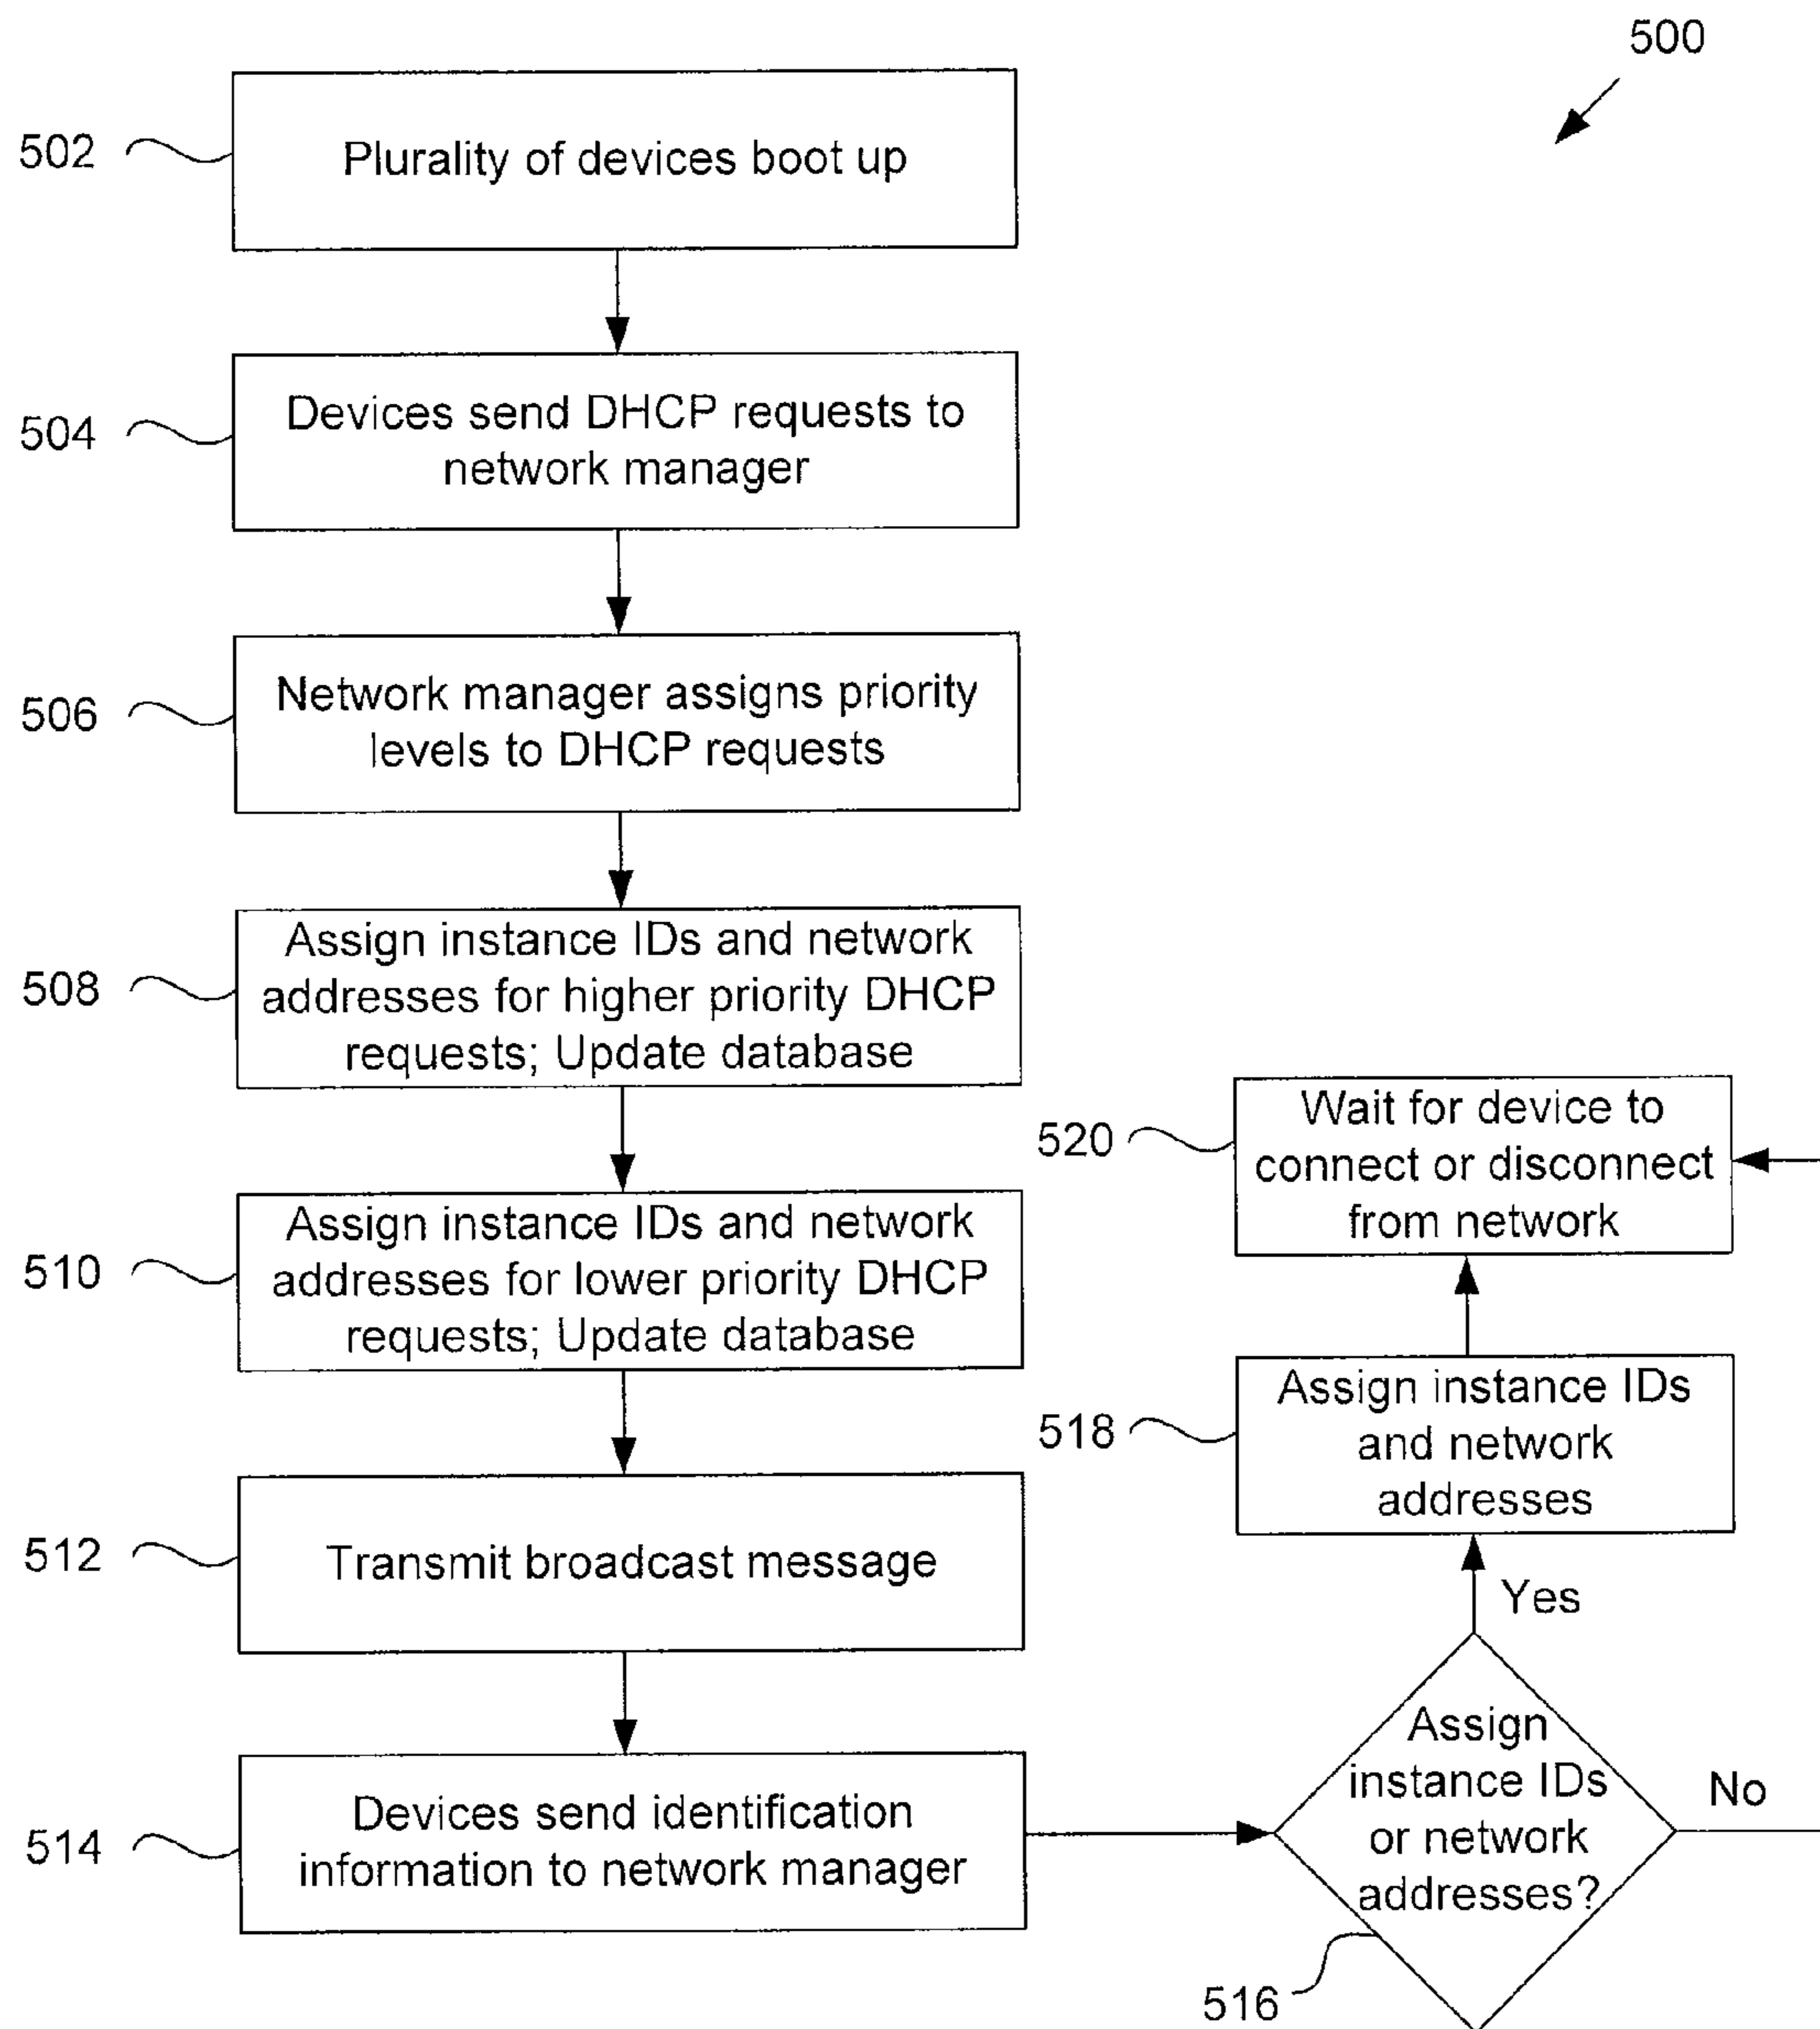 500
502
Plurality of devices boot up
504
Devices send DHCP requests to
network manager
506
Network manager assigns priority
levels to DHCP requests
508
Assign instance IDs and network
addresses for higher priority DHCP
requests; Update database
510
Assign instance IDs and network
addresses for lower priority DHCP
requests; Update database
512
Transmit broadcast message
514
Devices send identification
information to network manager
516
Assign
instance IDs
or network
addresses?
Yes
No
518
Assign instance IDs
and network
addresses
520
Wait for device to
connect or disconnect
from network